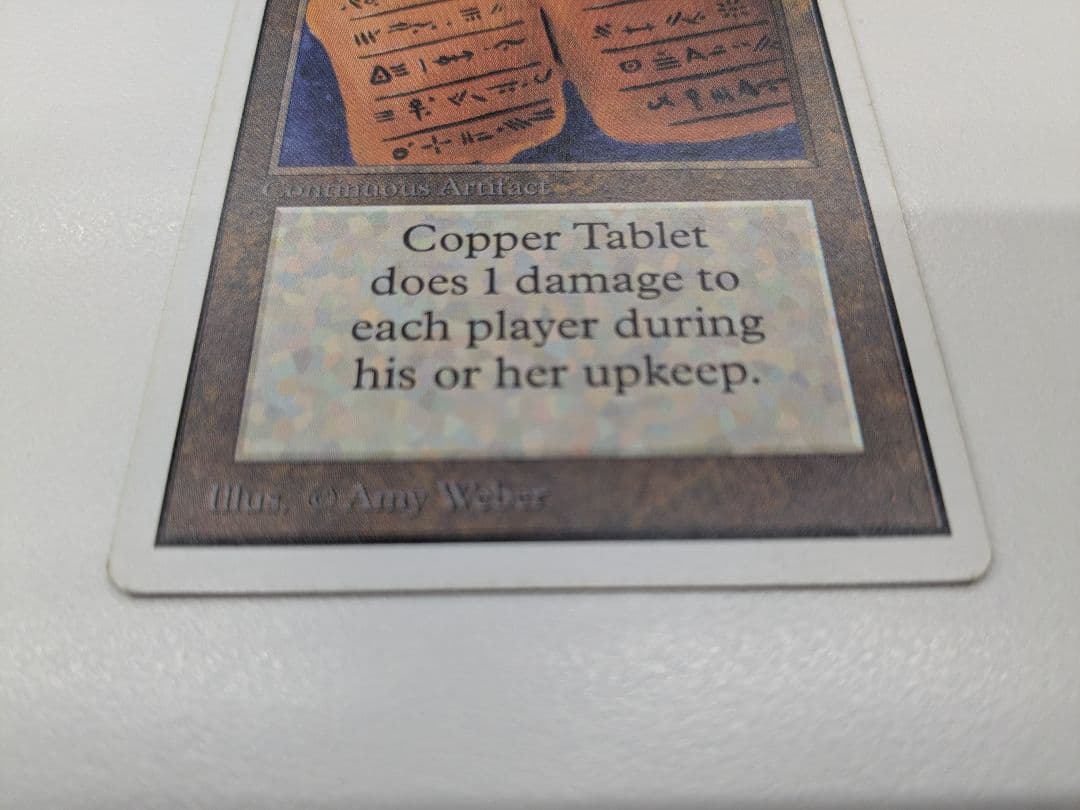 Continuous Artifact
Copper Tablet
does 1 damage to
each player during
his or her upkeep.
Illus. © Amy Weber